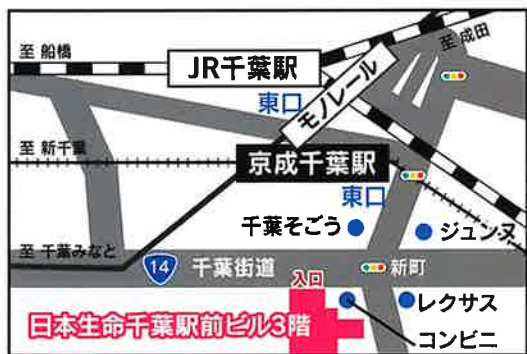 至 船橋
JR千葉駅
至 成田
東口
モノレール
至 新千葉
京成千葉駅
東口
千葉そごう
ジュンヌ
至 千葉みなと
14
千葉街道
入口
新町
日本生命千葉駅前ビル3階
レクサス
コンビニ